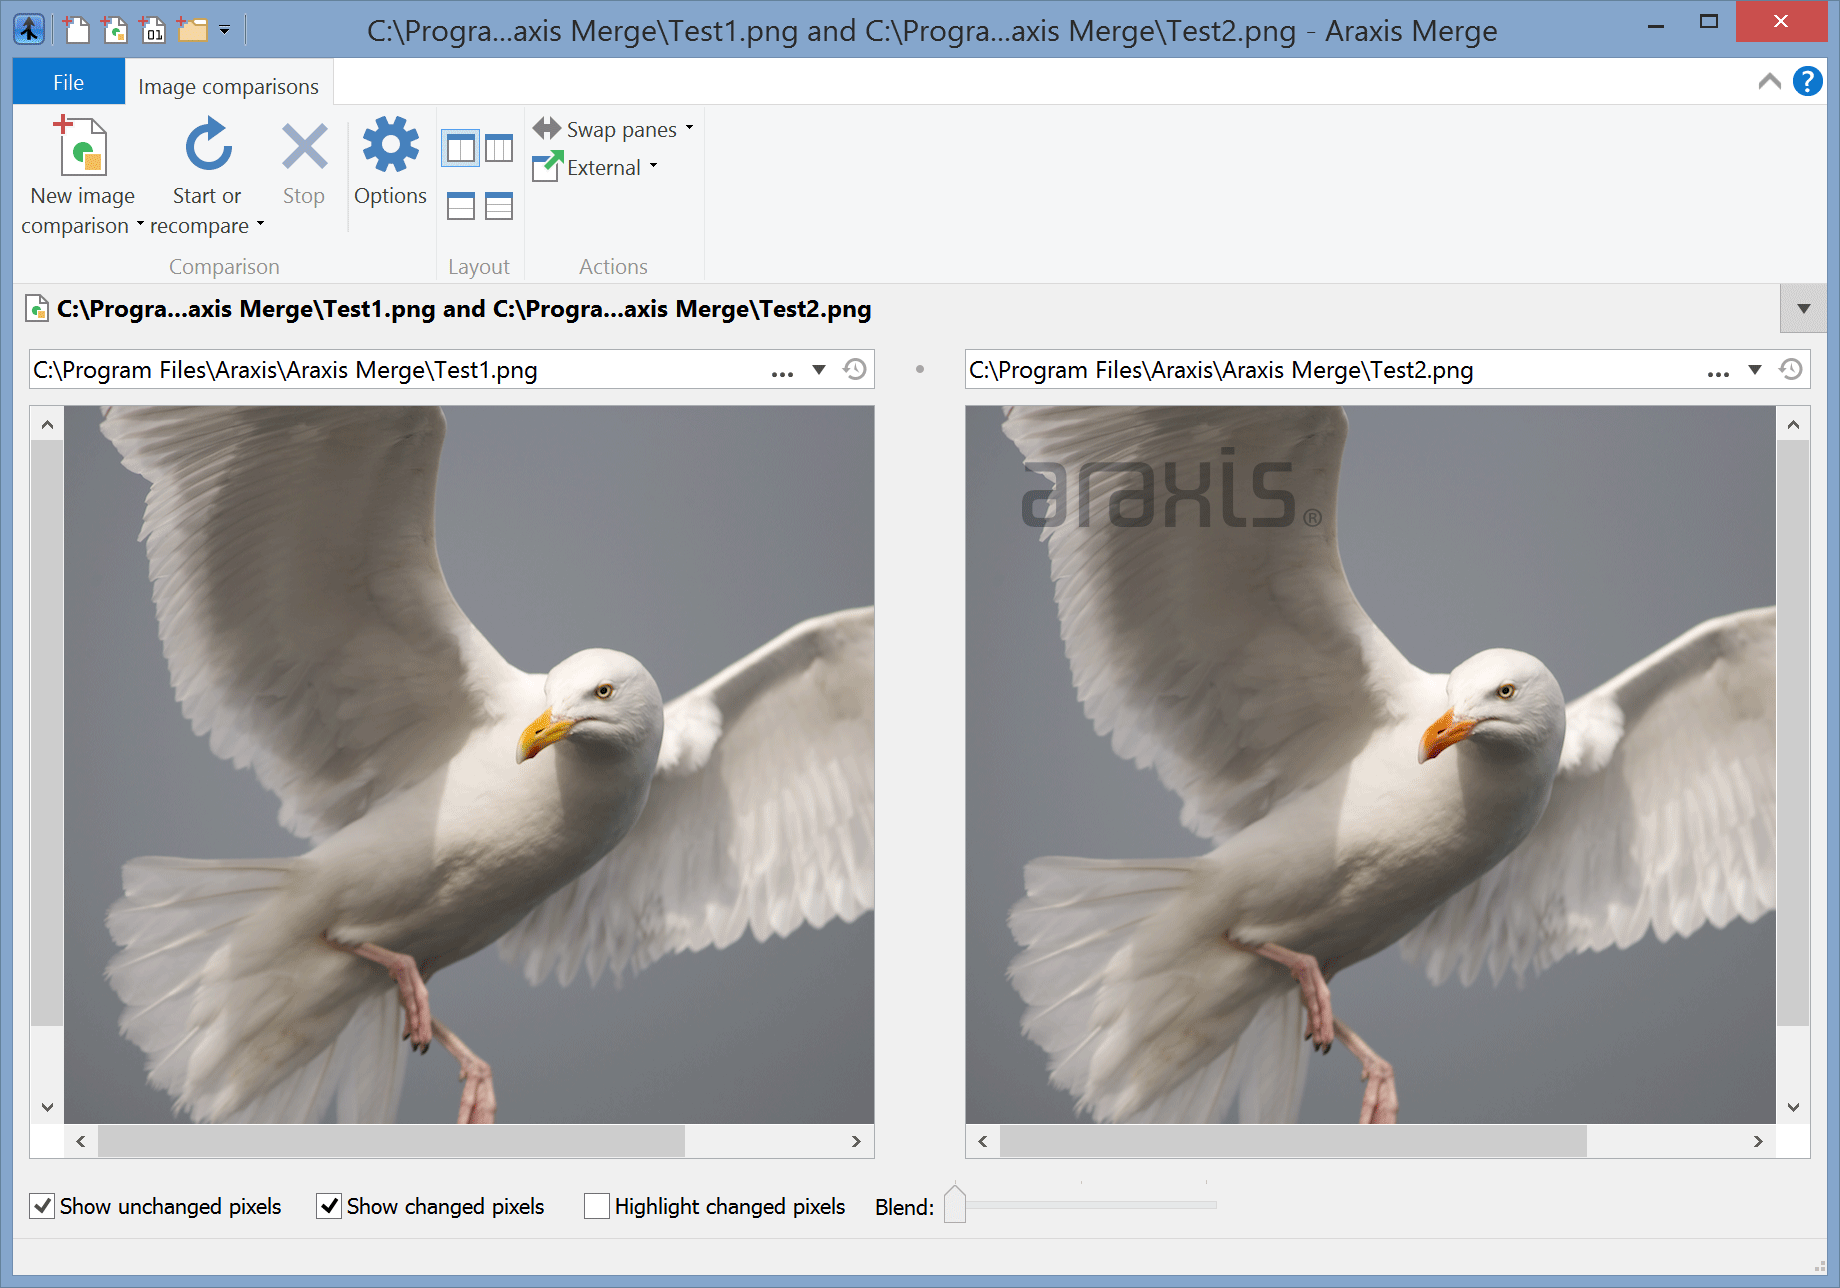 C:\Progra...axis Merge\Test1.png and C:\Progra...axis Merge\Test2.png - Araxis Merge
File
Image comparisons
New image
comparison
Start or
recompare
Stop
Options
Swap panes
External
Comparison
Layout
Actions
C:\Progra...axis Merge\Test1.png and C:\Progra...axis Merge\Test2.png
C:\Program Files\Araxis\Araxis Merge\Test1.png
...
C:\Program Files\Araxis\Araxis Merge\Test2.png
...
araxis®
Show unchanged pixels
Show changed pixels
Highlight changed pixels
Blend:
01
?